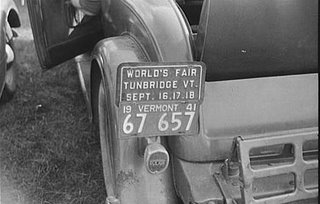 WORLD'S FAIR
TUNBRIDGE VT.
SEPT. 16,17,18
19 VERMONT 41
67 657